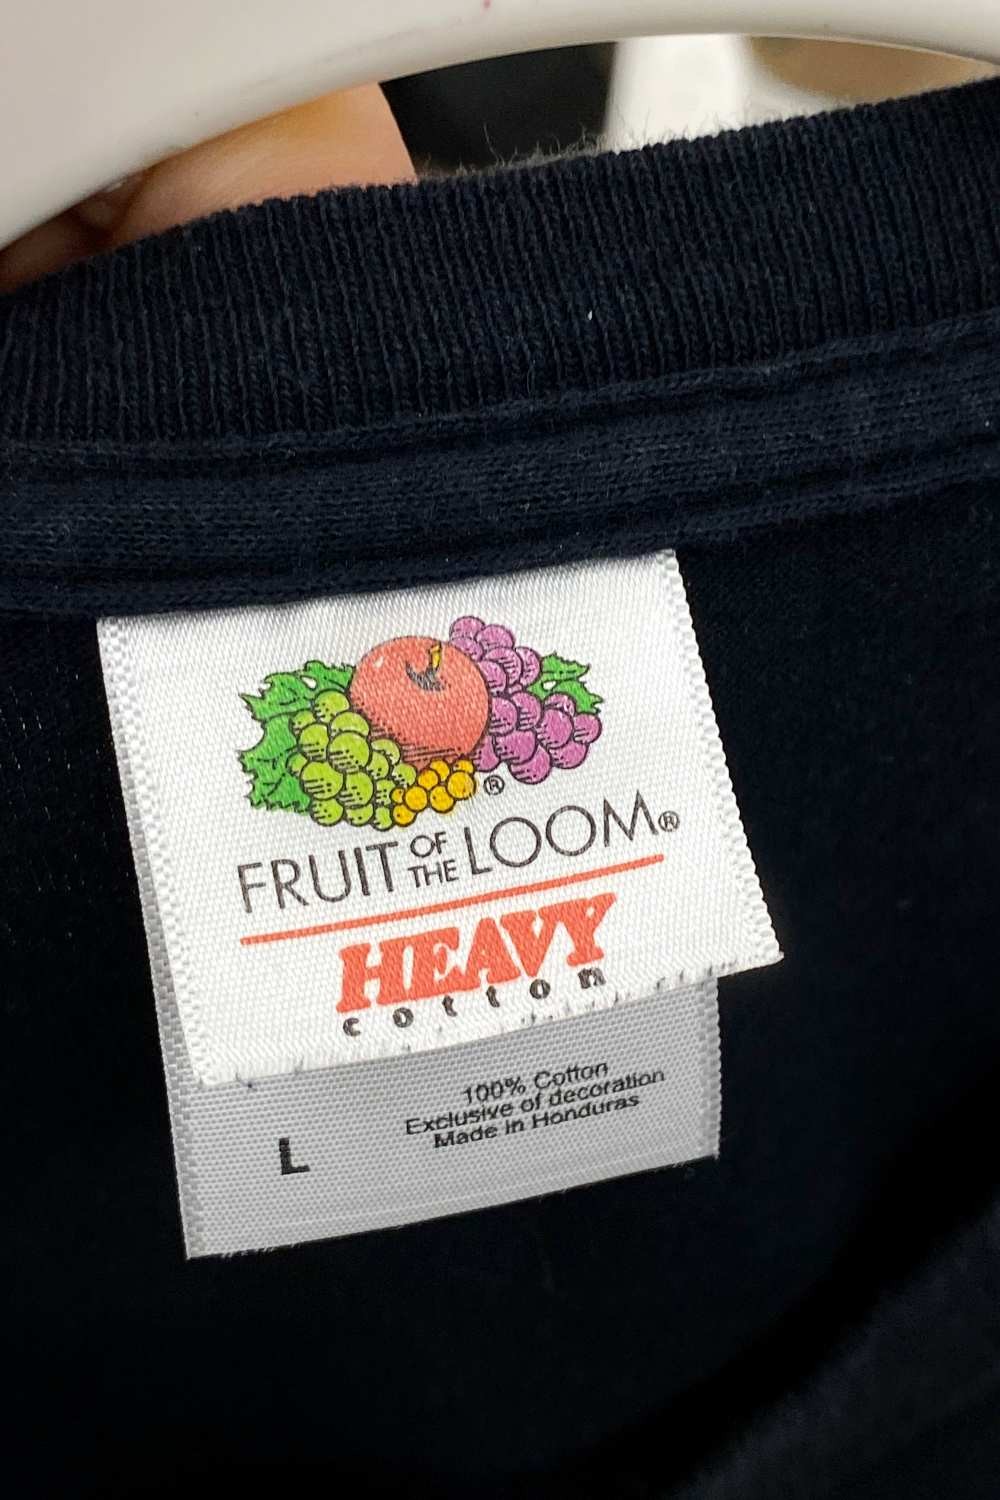 ®
FRUIT OF THE LOOM®
HEAVY
cotton
100% Cotton
Exclusive of decoration
Made in Honduras
L